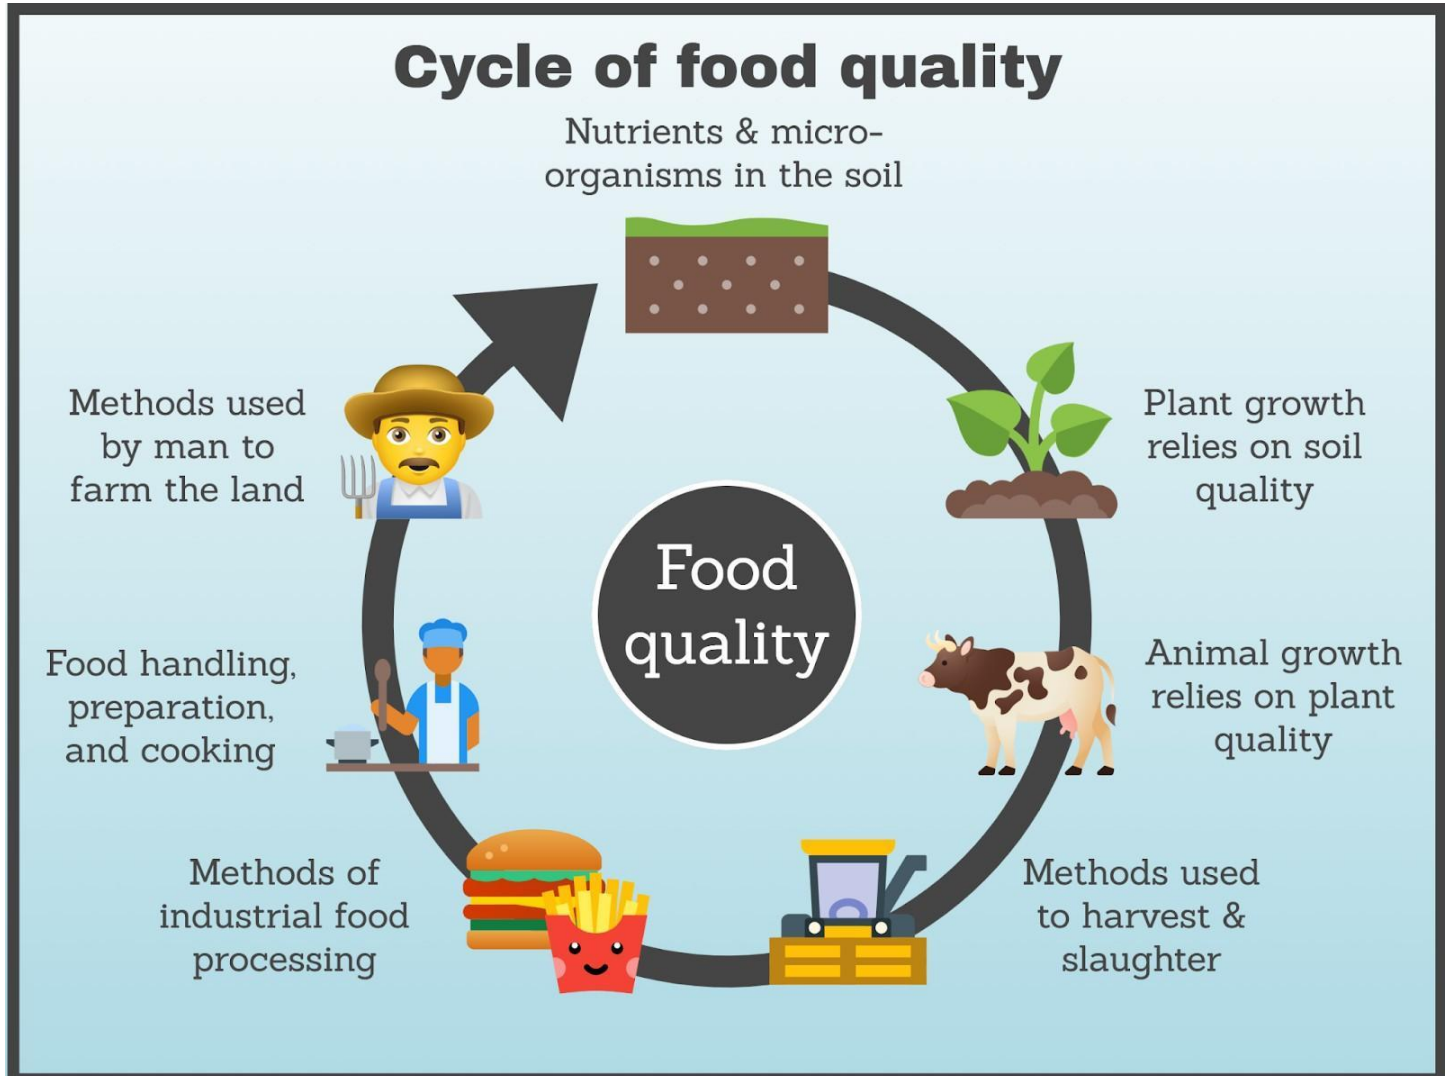 Cycle of food quality
Nutrients & micro-
organisms in the soil
Plant growth
relies on soil
quality
Animal growth
relies on plant
quality
Methods used
to harvest &
slaughter
Methods of
industrial food
processing
Food handling,
preparation,
and cooking
Methods used
by man to
farm the land
Food
quality